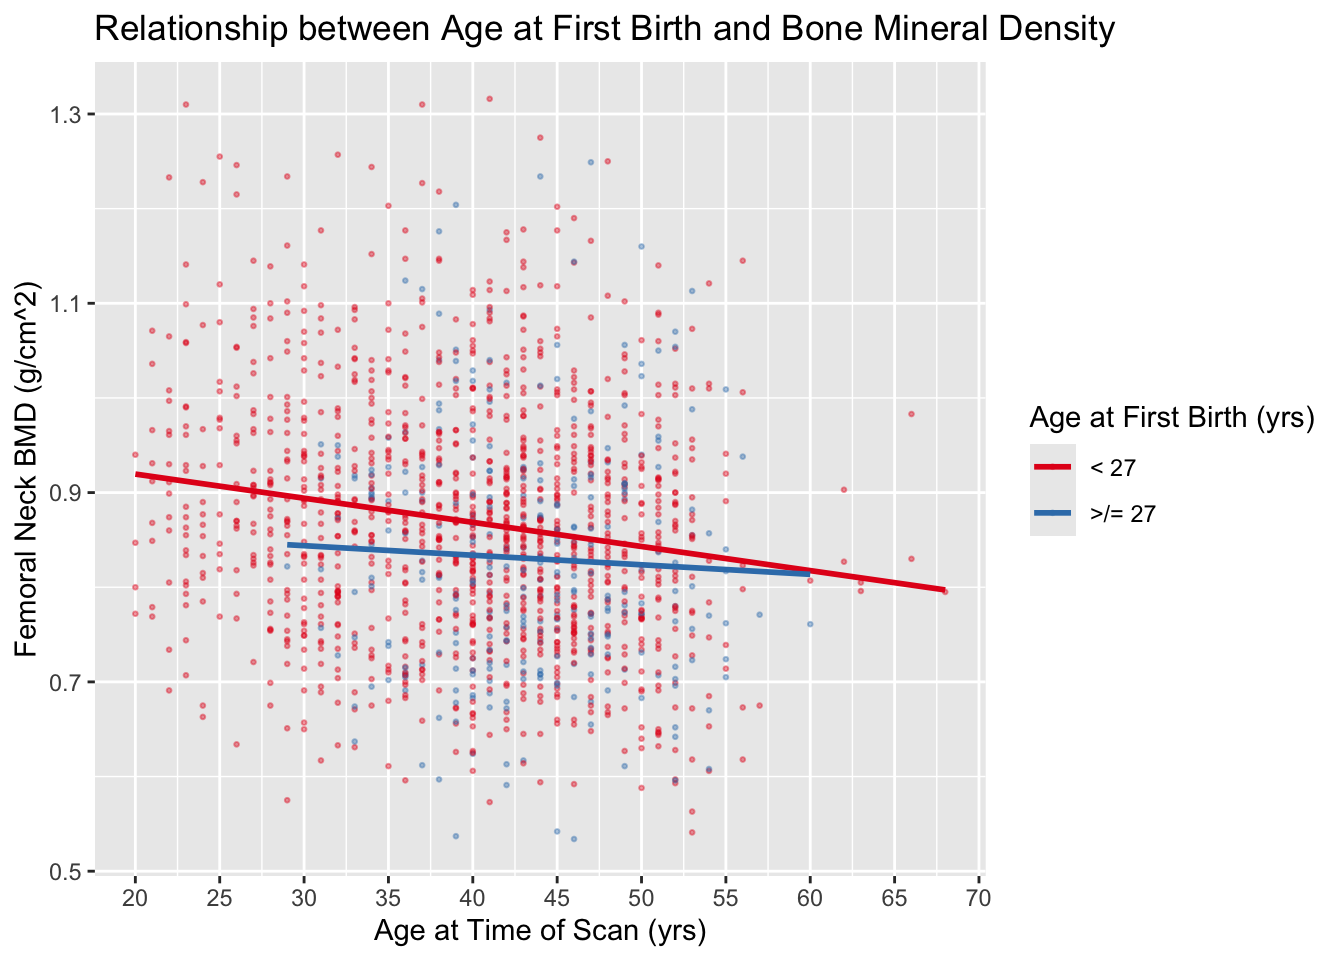 Relationship between Age at First Birth and Bone Mineral Density
Femoral Neck BMD (g/cm^2)
1.3
1.1
0.9
0.7
0.5
20 25 30 35 40 45 50 55 60 65 70
Age at Time of Scan (yrs)
Age at First Birth (yrs)
< 27
>/= 27